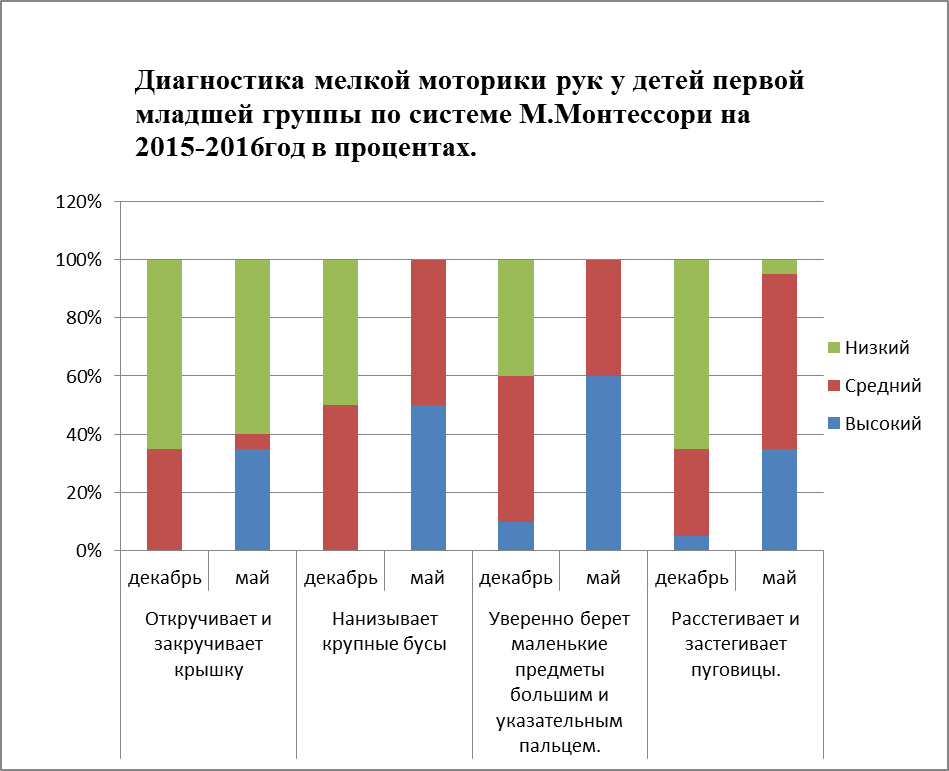 Диагностика мелкой моторики рук у детей первой
младшей группы по системе М.Монтессори на
2015-2016год в процентах.
120%
100%
80%
60%
40%
20%
0%
Низкий
Средний
Высокий
декабрь май декабрь май декабрь май декабрь май
Откручивает и
закручивает
крышку
Нанизывает
крупные бусы
Уверенно берет
маленькие
предметы
большим и
указательным
пальцем.
Расстегивает и
застегивает
пуговицы.